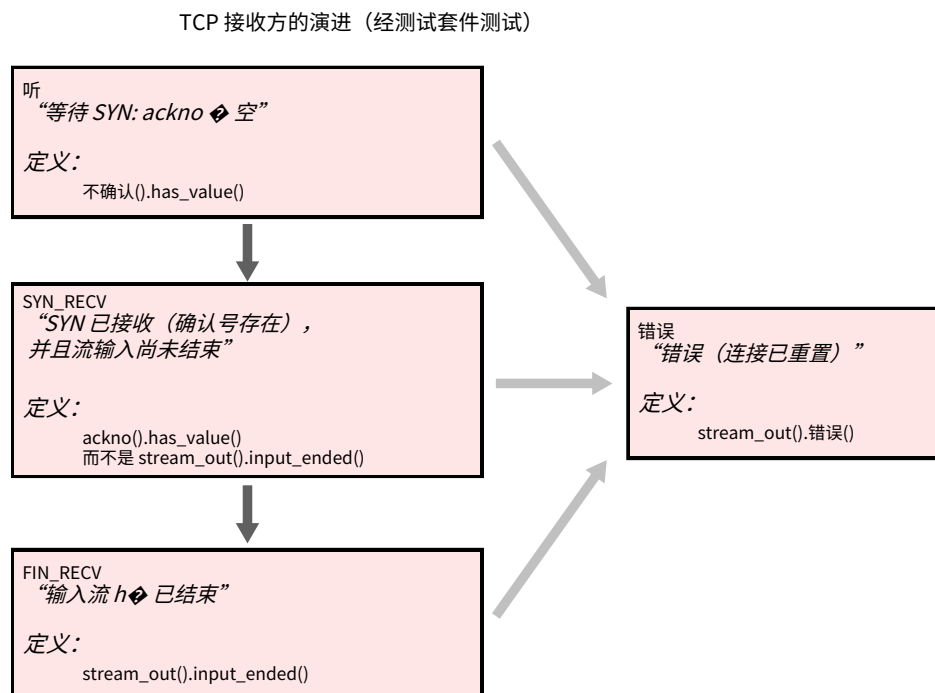 TCP 接收方的演进（经测试套件测试）
听
“等待 SYN: ackno � 空”
定义：
不确认().has_value()
SYN_RECV
“SYN 已接收（确认号存在），
并且流输入尚未结束”
定义：
ackno().has_value()
而不是 stream_out().input_ended()
错误
“错误（连接已重置）”
定义：
stream_out().错误()
FIN_RECV
“输入流 h� 已结束”
定义：
stream_out().input_ended()